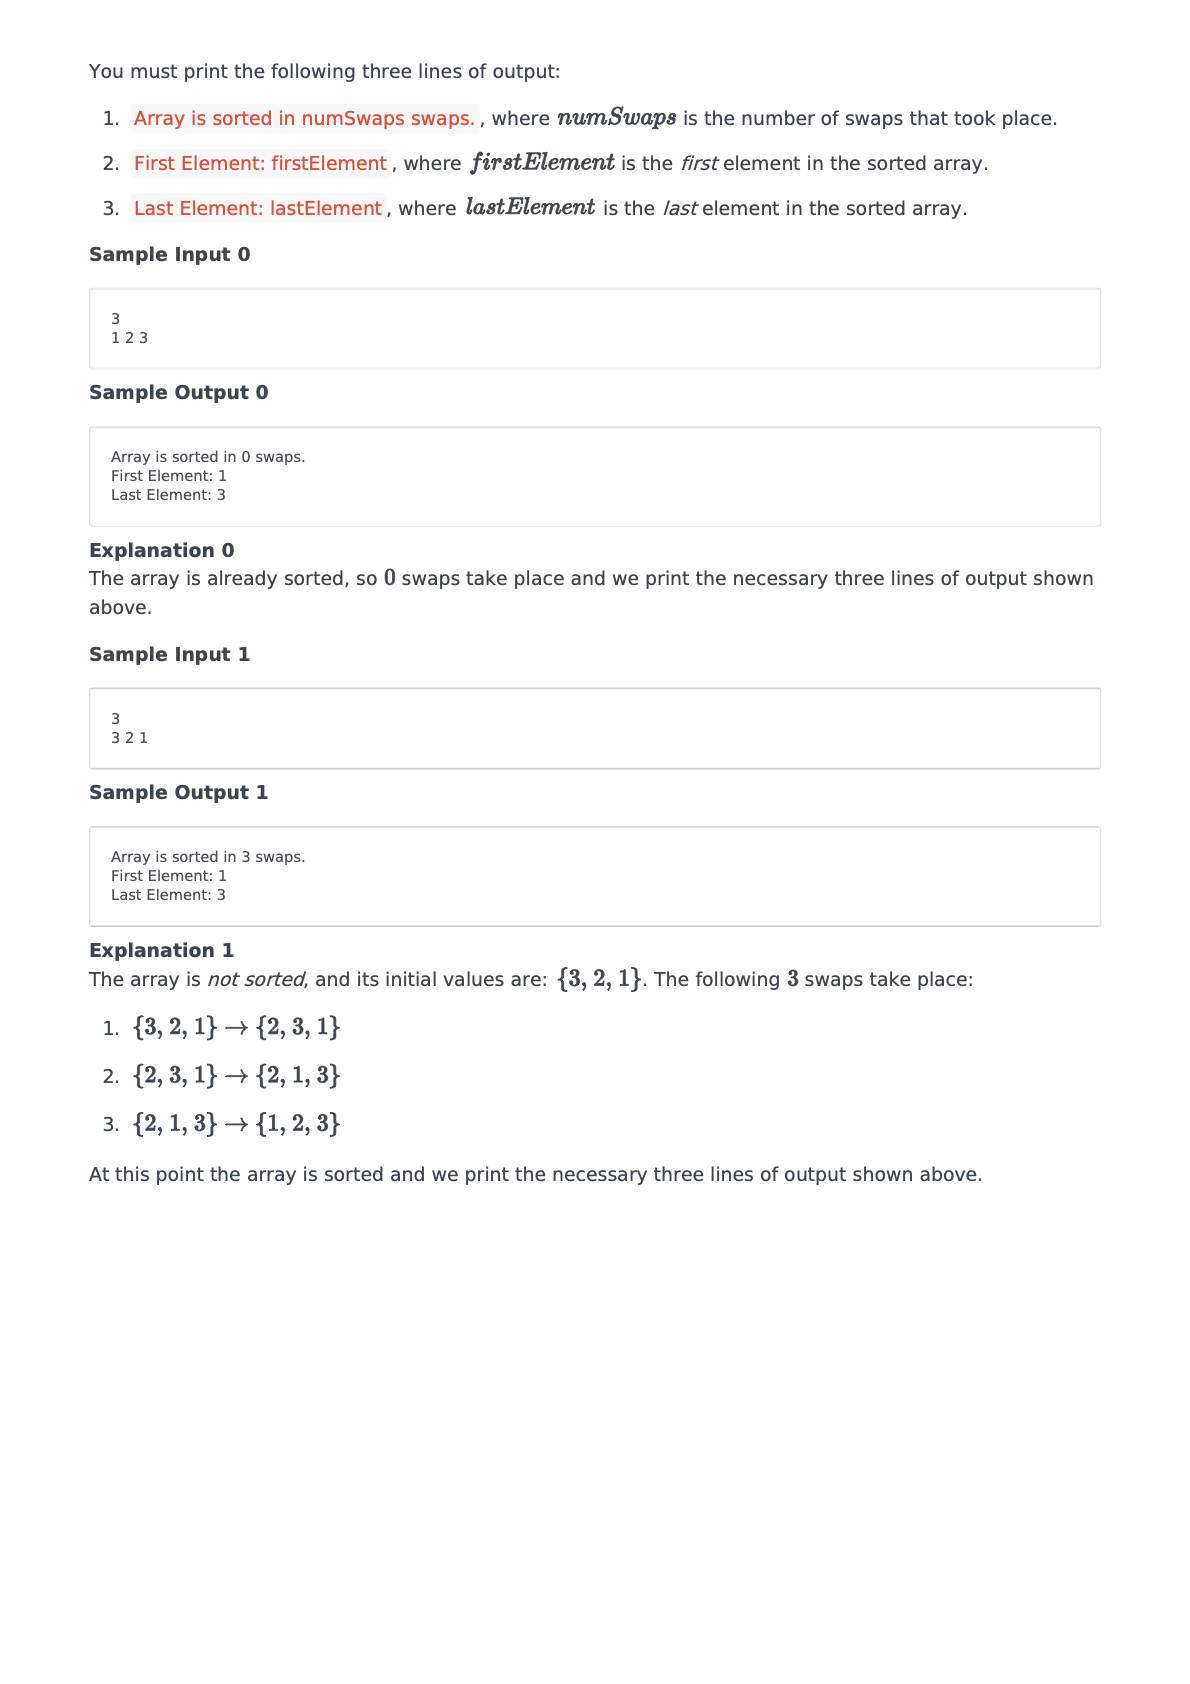 You must print the following three lines of output:
1. Array is sorted in numSwaps swaps. , where numSwaps is the number of swaps that took place.
2. First Element: firstElement , where firstElement is the first element in the sorted array.
3. Last Element: lastElement , where lastElement is the last element in the sorted array.
Sample Input 0
3
1 2 3
Sample Output 0
Array is sorted in 0 swaps.
First Element: 1
Last Element: 3
Explanation 0
The array is already sorted, so 0 swaps take place and we print the necessary three lines of output shown
above.
Sample Input 1
3
3 2 1
Sample Output 1
Array is sorted in 3 swaps.
First Element: 1
Last Element: 3
Explanation 1
The array is not sorted, and its initial values are: {3, 2, 1}. The following 3 swaps take place:
1. {3, 2, 1} → {2, 3, 1}
2. {2, 3, 1} → {2, 1, 3}
3. {2, 1, 3} → {1, 2, 3}
At this point the array is sorted and we print the necessary three lines of output shown above.